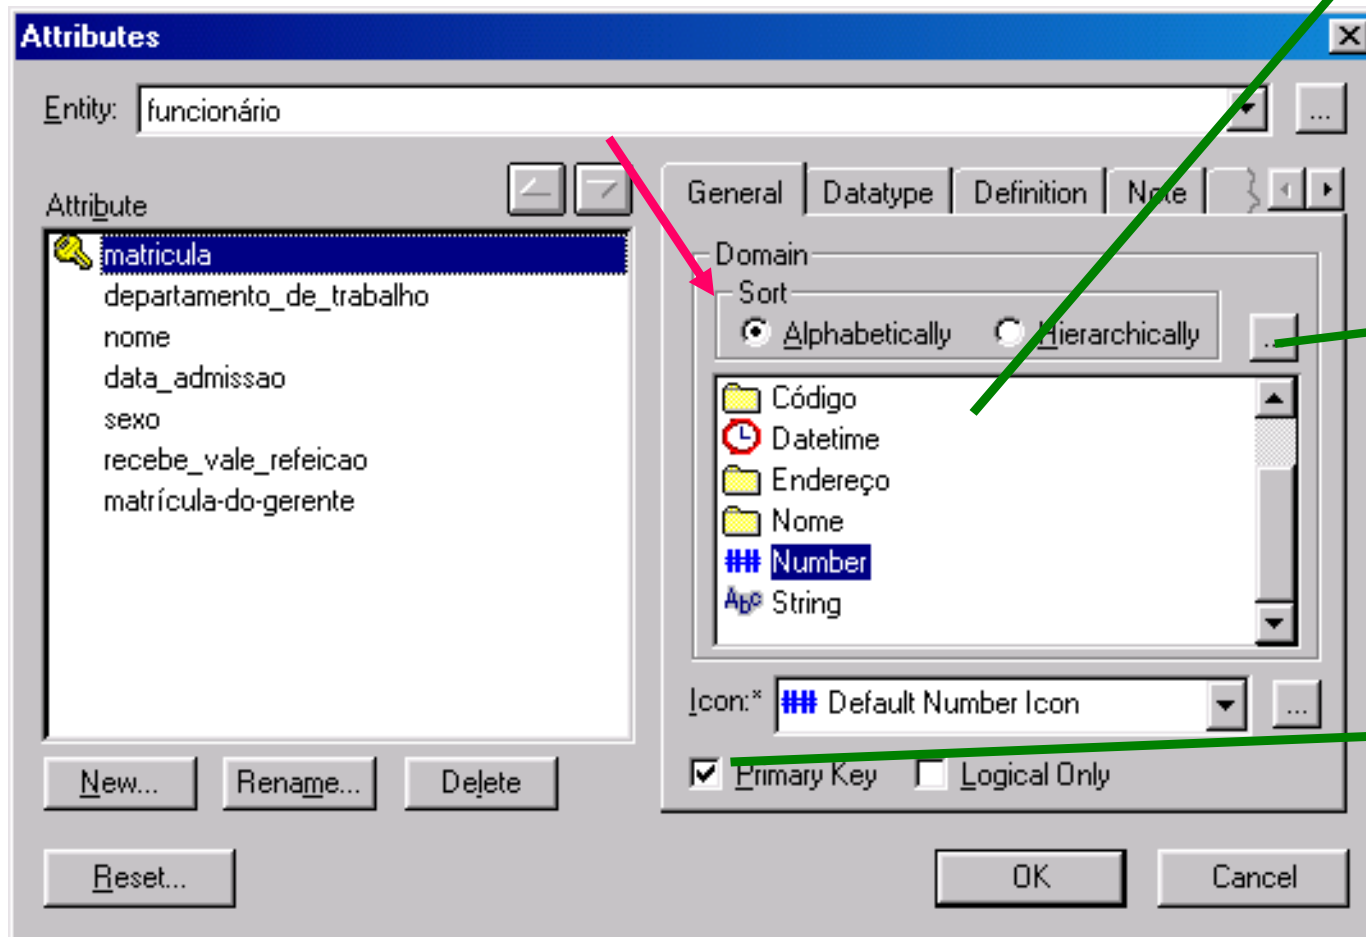 Attributes
Entity: funcionário ...
Attribute
matricula
departamento_de_trabalho
nome
data_admissao
sexo
recebe_vale_refeicao
matrícula-do-gerente
New... Rename... Delete
Reset...
General Datatype Definition Note
Domain
Sort
Alphabetically Hierarchically ...
Código
Datetime
Endereço
Nome
## Number
Abc String
Icon:* ## Default Number Icon ...
Primary Key Logical Only
OK Cancel